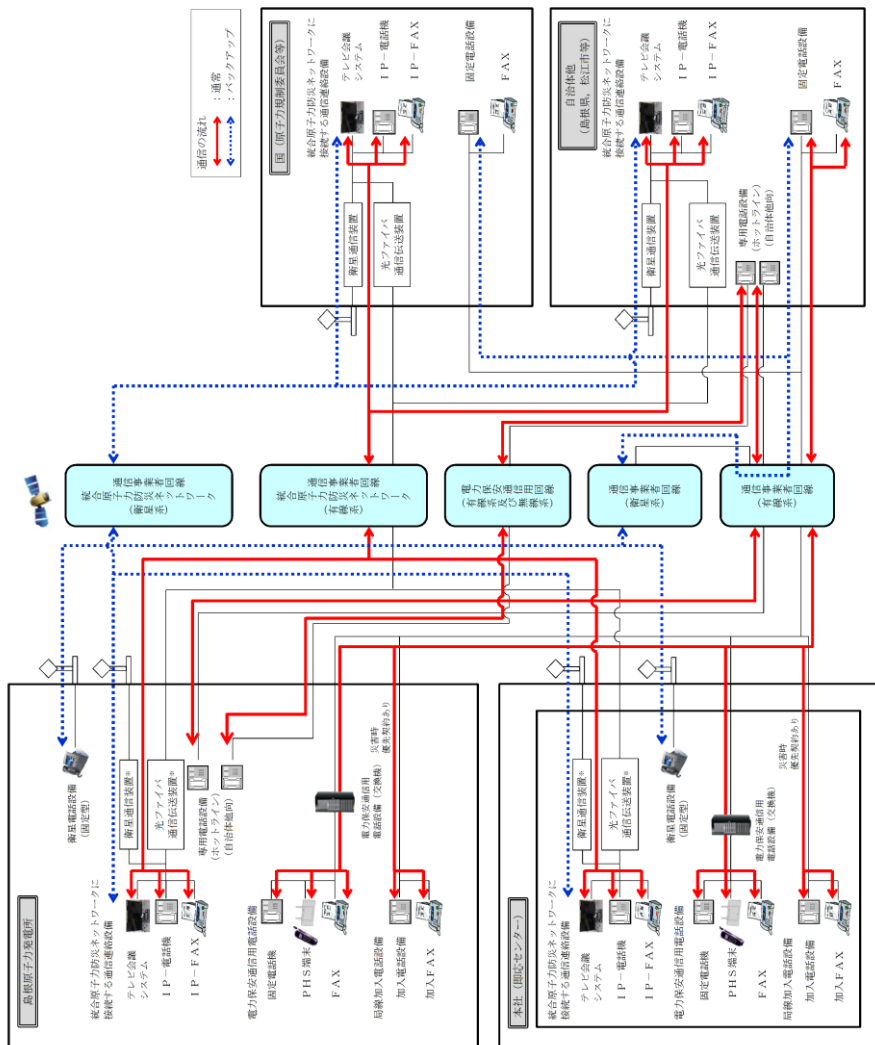 通信の流れ
：通常
：バックアップ
国（原子力規制委員会等）
統合原子力防災ネットワークに
接続する通信連絡設備
テレビ会議
システム
ＩＰ－電話機
ＩＰ－ＦＡＸ
固定電話設備
ＦＡＸ
衛星通信装置
光ファイバ
通信伝送装置
自治体他
（島根県，松江市等）
統合原子力防災ネットワークに
接続する通信連絡設備
テレビ会議
システム
ＩＰ－電話機
ＩＰ－ＦＡＸ
衛星通信装置
光ファイバ
通信伝送装置
専用電話設備
（ホットライン）
（自治体他向）
固定電話設備
ＦＡＸ
通信事業者回線
統合原子力防災ネットワーク
（衛星系）
通信事業者回線
統合原子力防災ネットワーク
（有線系）
電力保安通信用回線
（有線系及び無線系）
通信事業者回線
（衛星系）
通信事業者回線
（有線系）
島根原子力発電所
衛星電話設備
（固定型）
統合原子力防災ネットワークに
接続する通信連絡設備
テレビ会議
システム
ＩＰ－電話機
ＩＰ－ＦＡＸ
衛星通信装置※
光ファイバ
通信伝送装置※
専用電話設備
（ホットライン）
（自治体他向）
電力保安通信用電話設備
固定電話機
ＰＨＳ端末
ＦＡＸ
電力保安通信用
電話設備（交換機）
災害時
優先契約あり
局線加入電話設備
加入電話設備
加入ＦＡＸ
本社（即応センター）
統合原子力防災ネットワークに
接続する通信連絡設備
テレビ会議
システム
ＩＰ－電話機
ＩＰ－ＦＡＸ
衛星通信装置※
光ファイバ
通信伝送装置※
衛星電話設備
（固定型）
電力保安通信用電話設備
固定電話機
ＰＨＳ端末
ＦＡＸ
電力保安通信用
電話設備（交換機）
災害時
優先契約あり
局線加入電話設備
加入電話設備
加入ＦＡＸ